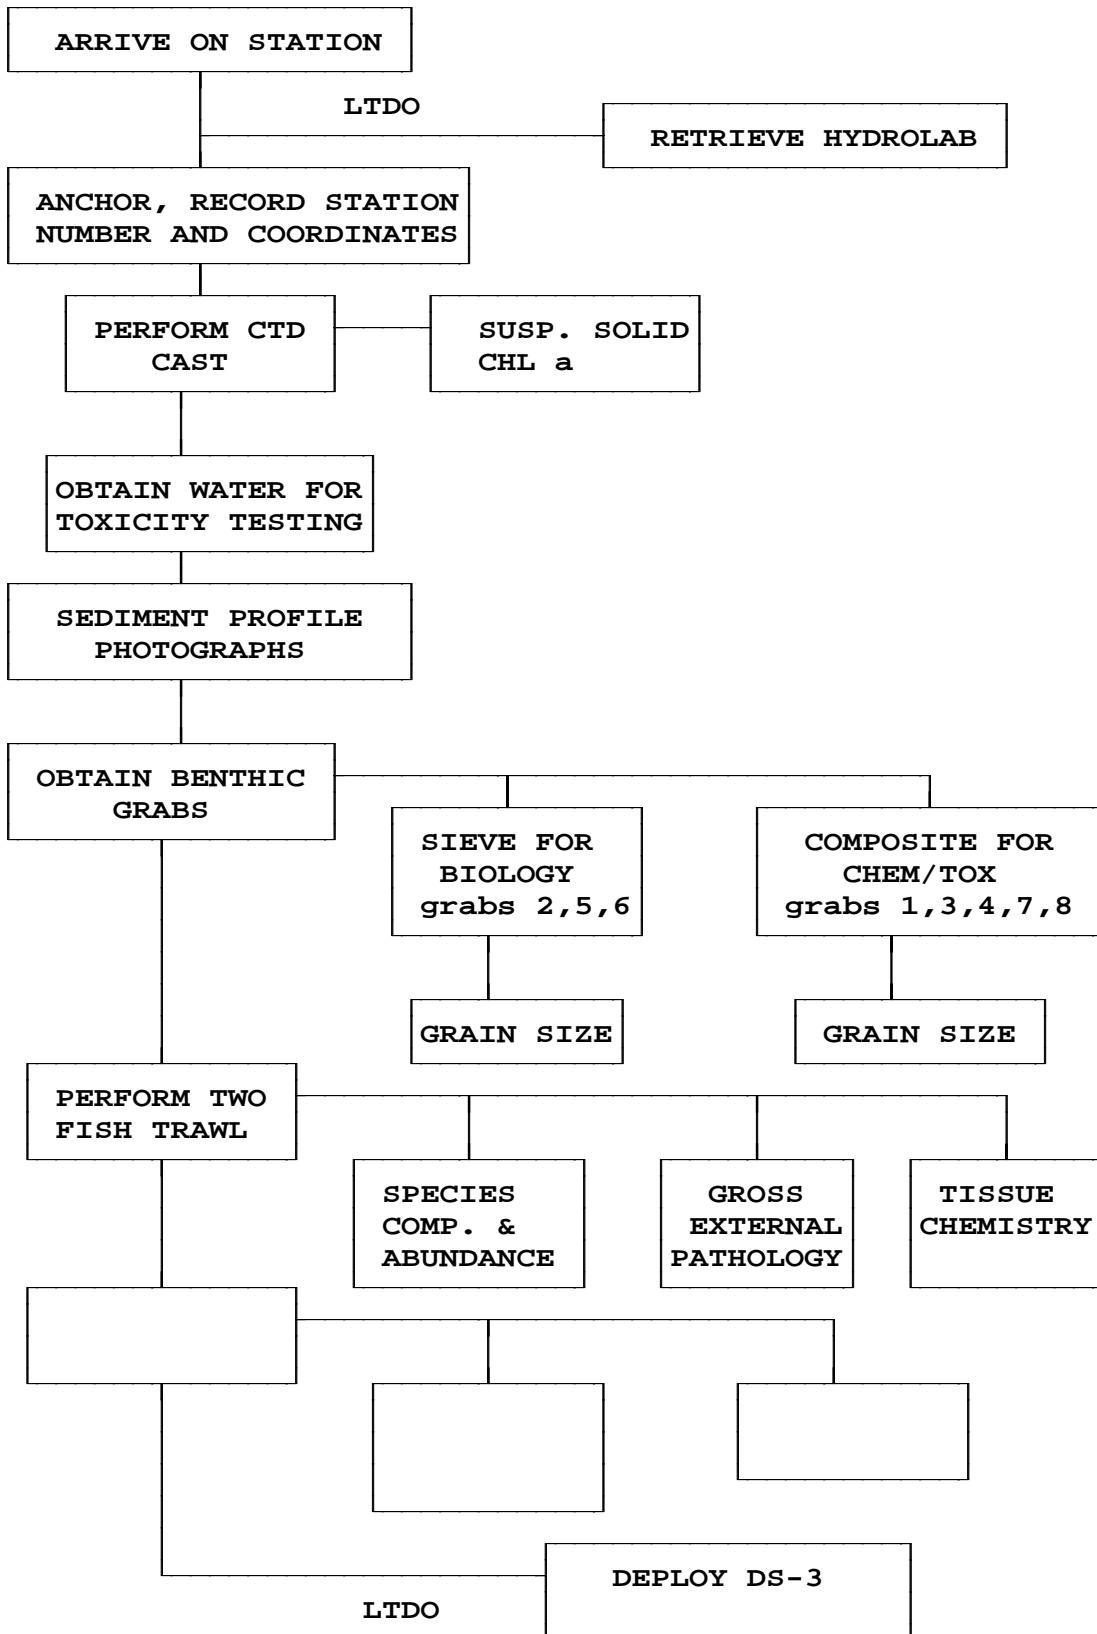 ARRIVE ON STATION
LTDO
RETRIEVE HYDROLAB
ANCHOR, RECORD STATION
NUMBER AND COORDINATES
PERFORM CTD
CAST
SUSP. SOLID
CHL a
OBTAIN WATER FOR
TOXICITY TESTING
SEDIMENT PROFILE
PHOTOGRAPHS
OBTAIN BENTHIC
GRABS
SIEVE FOR
BIOLOGY
grabs 2,5,6
COMPOSITE FOR
CHEM/TOX
grabs 1,3,4,7,8
GRAIN SIZE
GRAIN SIZE
PERFORM TWO
FISH TRAWL
SPECIES
COMP. &
ABUNDANCE
GROSS
EXTERNAL
PATHOLOGY
TISSUE
CHEMISTRY
DEPLOY DS-3
LTDO